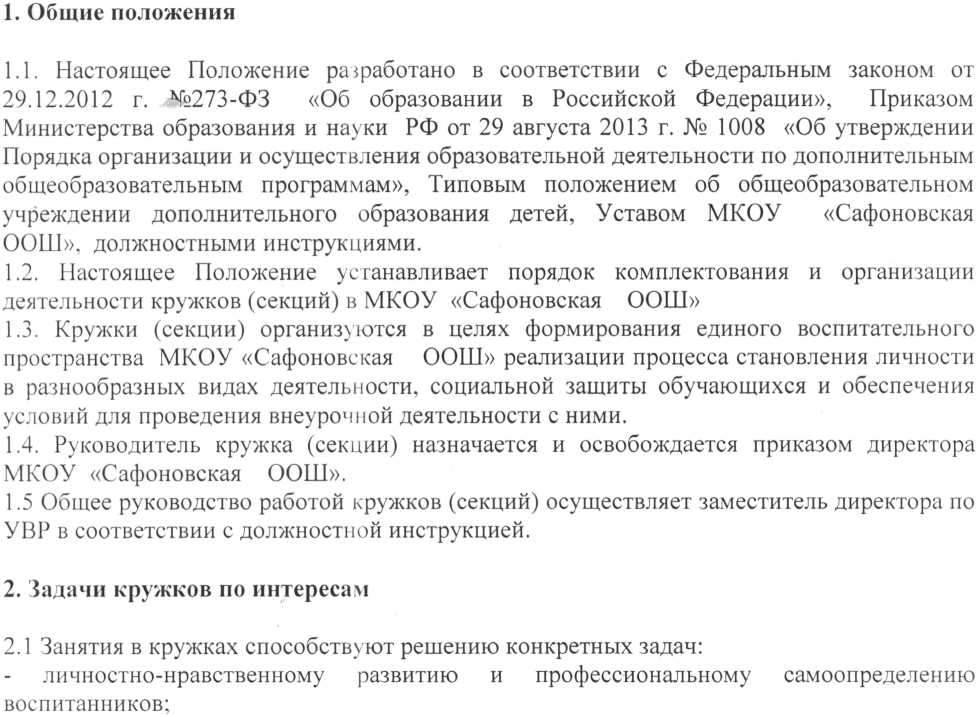 1. Общие положения
1.1. Настоящее Положение разработано в соответствии с Федеральным законом от
29.12.2012 г. №273-ФЗ «Об образовании в Российской Федерации», Приказом
Министерства образования и науки РФ от 29 августа 2013 г. № 1008 «Об утверждении
Порядка организации и осуществления образовательной деятельности по дополнительным
общеобразовательным программам», Типовым положением об общеобразовательном
учреждении дополнительного образования детей, Уставом МКОУ «Сафоновская
ООШ», должностными инструкциями.
1.2. Настоящее Положение устанавливает порядок комплектования и организации
деятельности кружков (секций) в МКОУ «Сафоновская ООШ»
1.3. Кружки (секции) организуются в целях формирования единого воспитательного
пространства МКОУ «Сафоновская ООШ» реализации процесса становления личности
в разнообразных видах деятельности, социальной защиты обучающихся и обеспечения
условий для проведения внеурочной деятельности с ними.
1.4. Руководитель кружка (секции) назначается и освобождается приказом директора
МКОУ «Сафоновская ООШ».
1.5 Общее руководство работой кружков (секций) осуществляет заместитель директора по
УВР в соответствии с должностной инструкцией.
2. Задачи кружков по интересам
2.1 Занятия в кружках способствуют решению конкретных задач:
- личностно-нравственному развитию и профессиональному самоопределению
воспитанников;